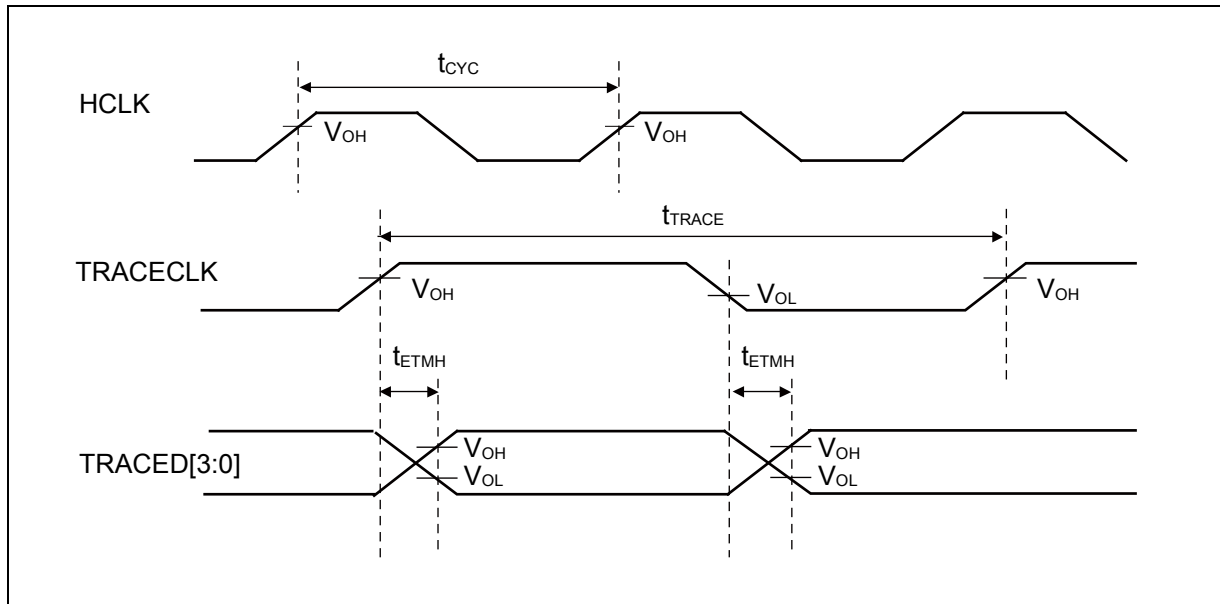 tCYC
HCLK
VOH VOH
tTRACE
TRACECLK
VOH VOL VOH
tETMH tETMH
TRACED[3:0]
VOH VOH
VOL VOL